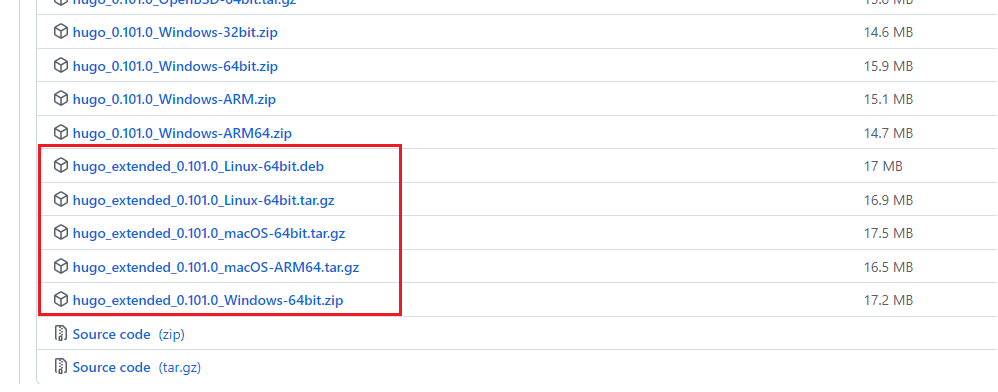 hugo_0.101.0_OpenBSD-64bit.tar.gz 15.6 MB
hugo_0.101.0_Windows-32bit.zip 14.6 MB
hugo_0.101.0_Windows-64bit.zip 15.9 MB
hugo_0.101.0_Windows-ARM.zip 15.1 MB
hugo_0.101.0_Windows-ARM64.zip 14.7 MB
hugo_extended_0.101.0_Linux-64bit.deb 17 MB
hugo_extended_0.101.0_Linux-64bit.tar.gz 16.9 MB
hugo_extended_0.101.0_macOS-64bit.tar.gz 17.5 MB
hugo_extended_0.101.0_macOS-ARM64.tar.gz 16.5 MB
hugo_extended_0.101.0_Windows-64bit.zip 17.2 MB
Source code (zip)
Source code (tar.gz)